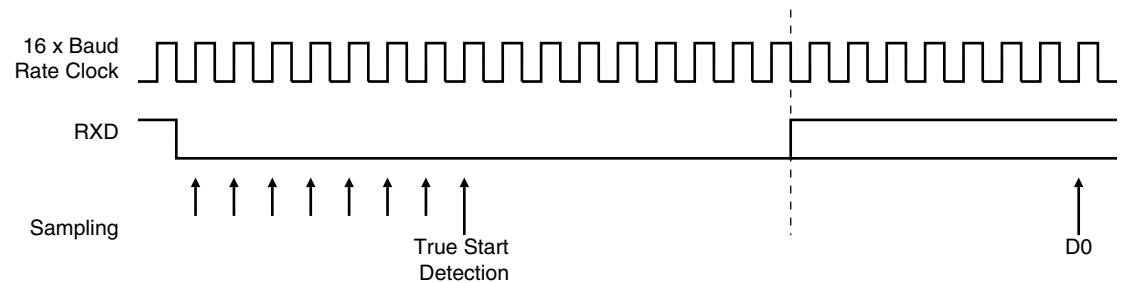 16 x Baud
Rate Clock
RXD
Sampling
True Start
Detection
D0